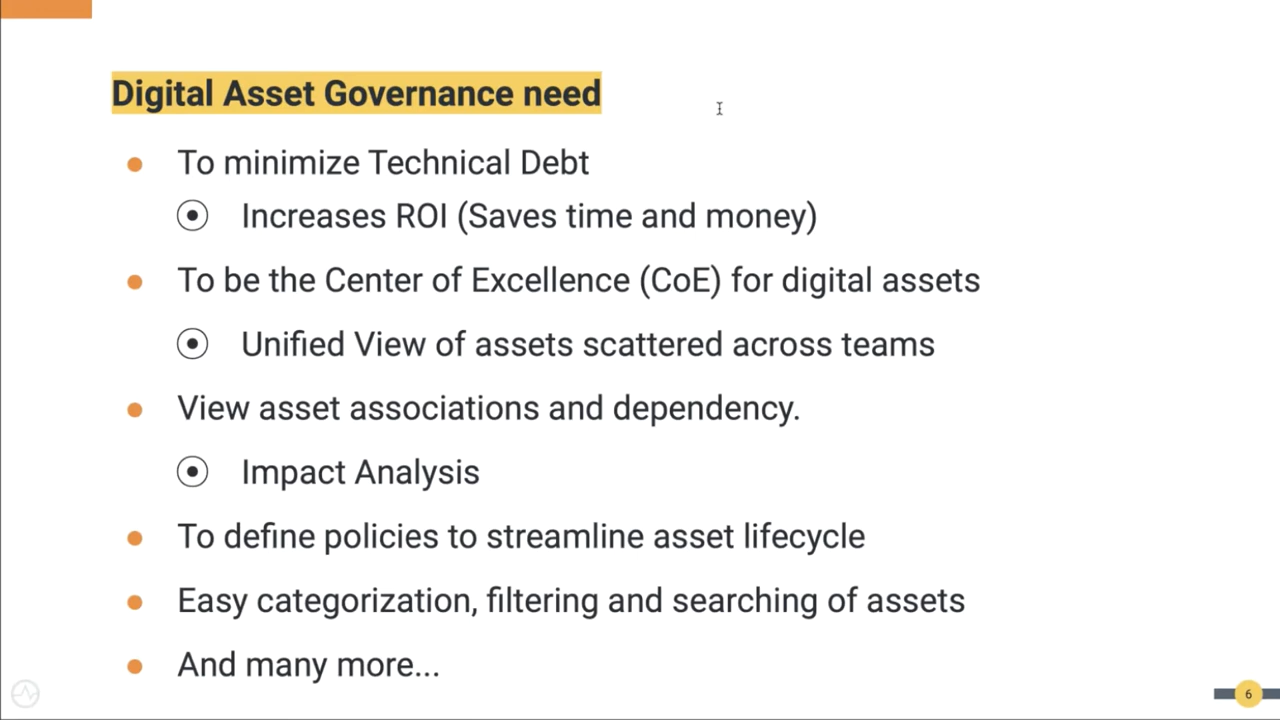 Digital Asset Governance need
To minimize Technical Debt
Increases ROI (Saves time and money)
To be the Center of Excellence (CoE) for digital assets
Unified View of assets scattered across teams
View asset associations and dependency.
Impact Analysis
To define policies to streamline asset lifecycle
Easy categorization, filtering and searching of assets
And many more...
6